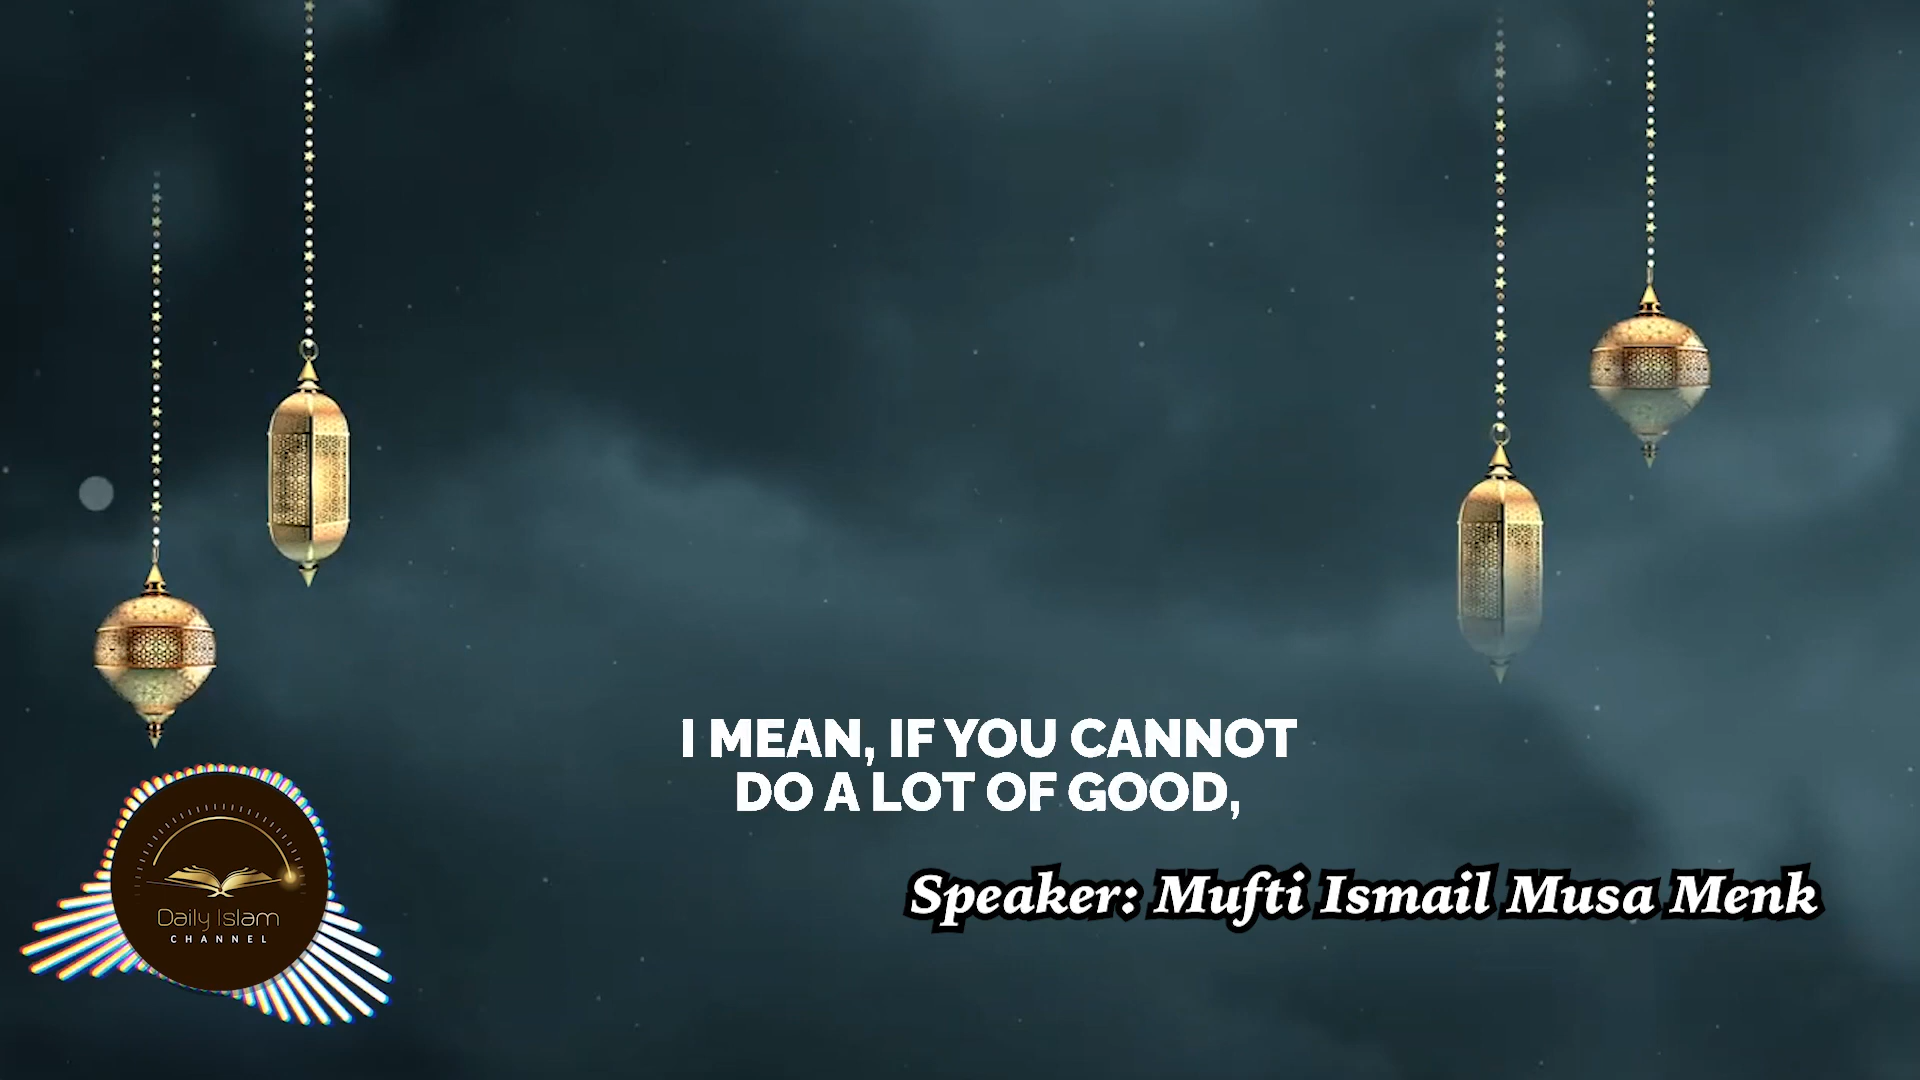 I MEAN, IF YOU CANNOT
DO A LOT OF GOOD,
Speaker: Mufti Ismail Musa Menk
Daily Islam
CHANNEL